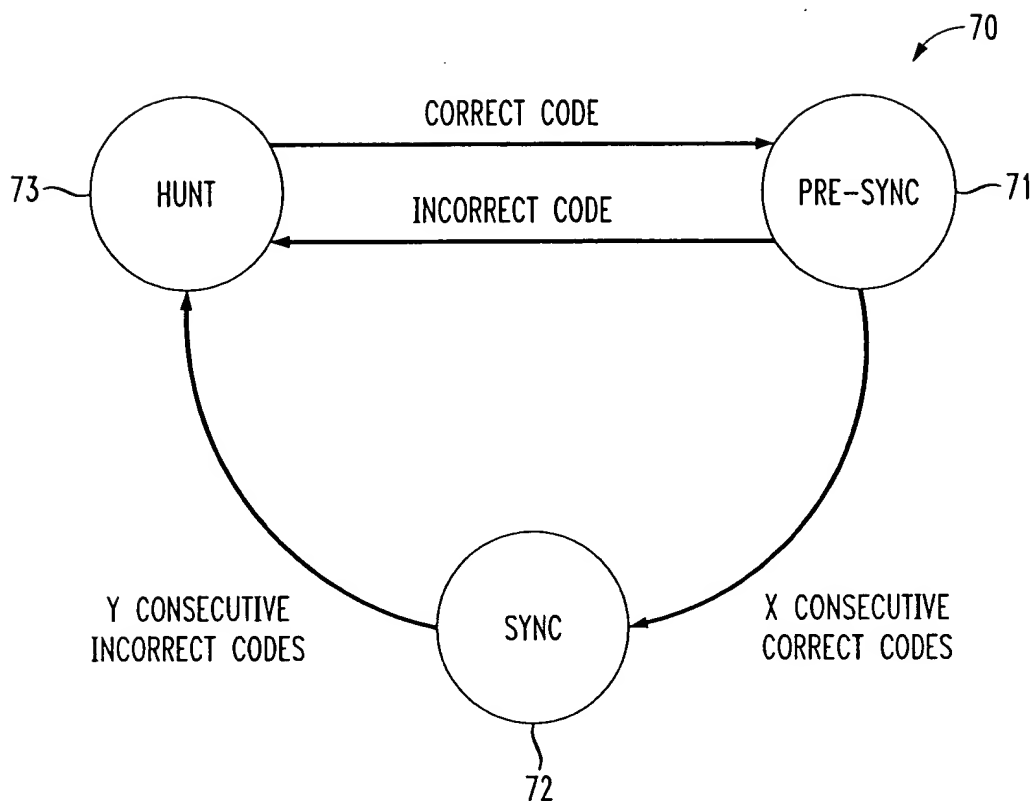 70
CORRECT CODE
73
HUNT
PRE-SYNC
71
INCORRECT CODE
Y CONSECUTIVE
INCORRECT CODES
SYNC
X CONSECUTIVE
CORRECT CODES
72